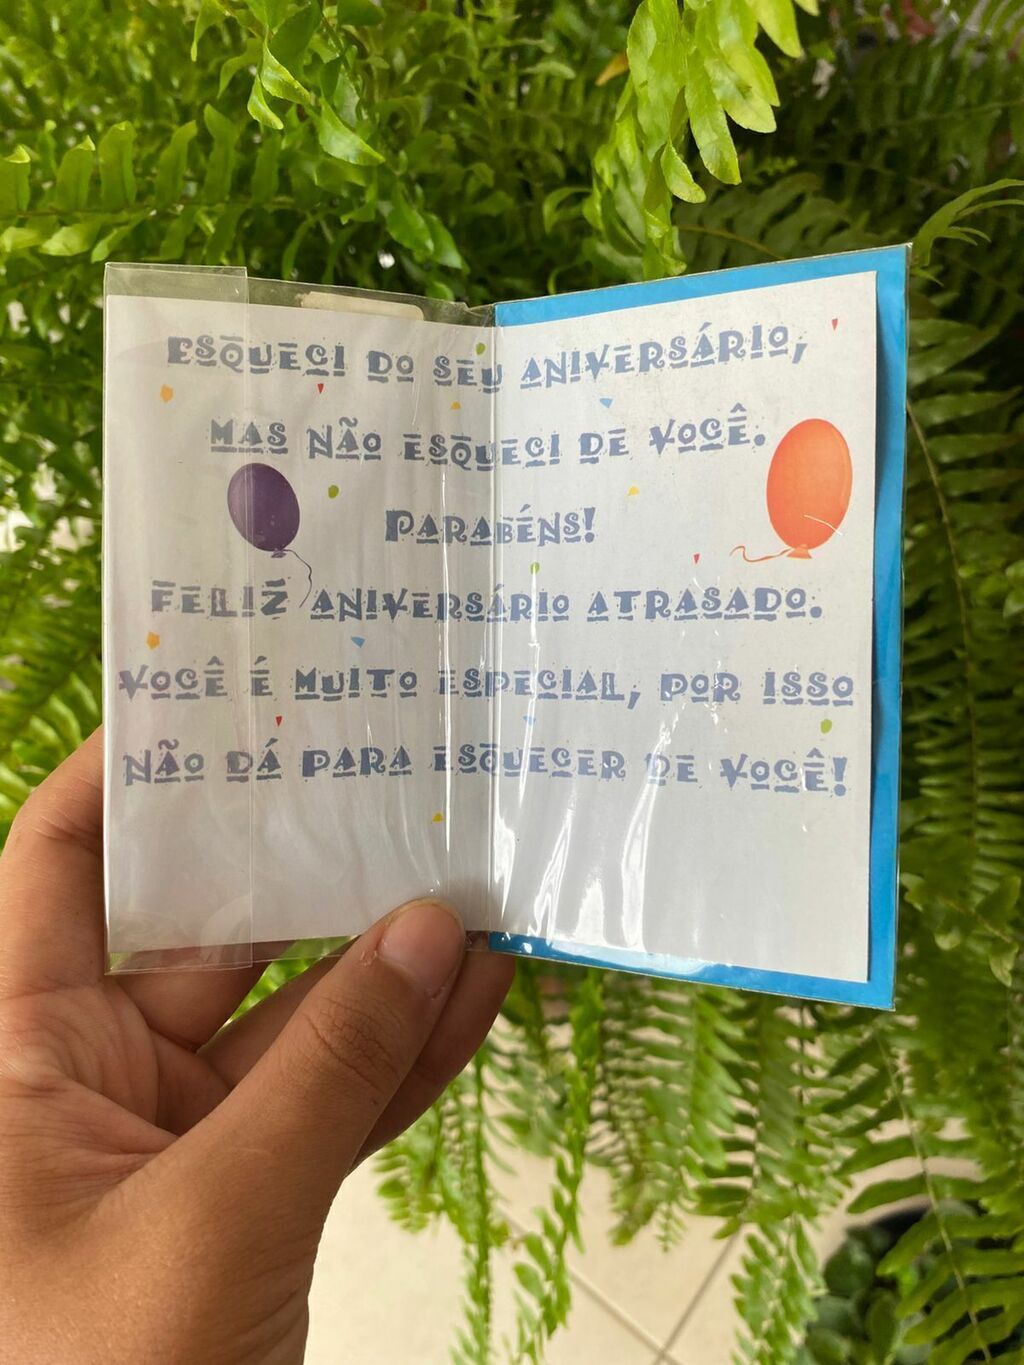 ESQUECI DO SEU ANIVERSÁRIO,
MAS NÃO ESQUECI DE VOCÊ.
PARABÉNS!
FELIZ ANIVERSÁRIO ATRASADO.
VOCÊ É MUITO ESPECIAL, POR ISSO
NÃO DÁ PARA ESQUECER DE VOCÊ!